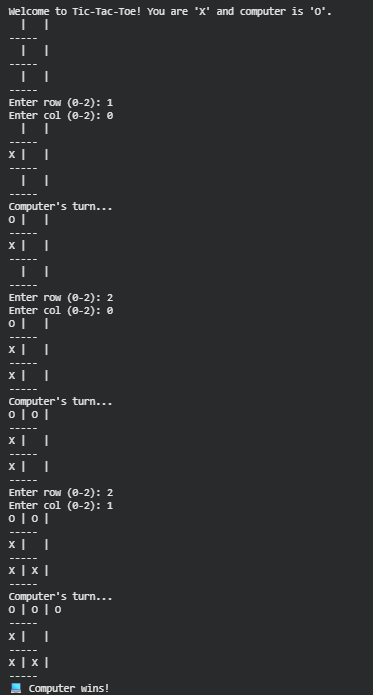 Welcome to Tic-Tac-Toe! You are 'X' and computer is 'O'.
  |   |
-----
  |   |
-----
  |   |
-----
Enter row (0-2): 1
Enter col (0-2): 0
  |   |
-----
X |   |
-----
  |   |
-----
Computer's turn...
O |   |
-----
X |   |
-----
  |   |
-----
Enter row (0-2): 2
Enter col (0-2): 0
O |   |
-----
X |   |
-----
X |   |
-----
Computer's turn...
O | O |
-----
X |   |
-----
X |   |
-----
Enter row (0-2): 2
Enter col (0-2): 1
O | O |
-----
X |   |
-----
X | X |
-----
Computer's turn...
O | O | O
-----
X |   |
-----
X | X |
-----
💻 Computer wins!